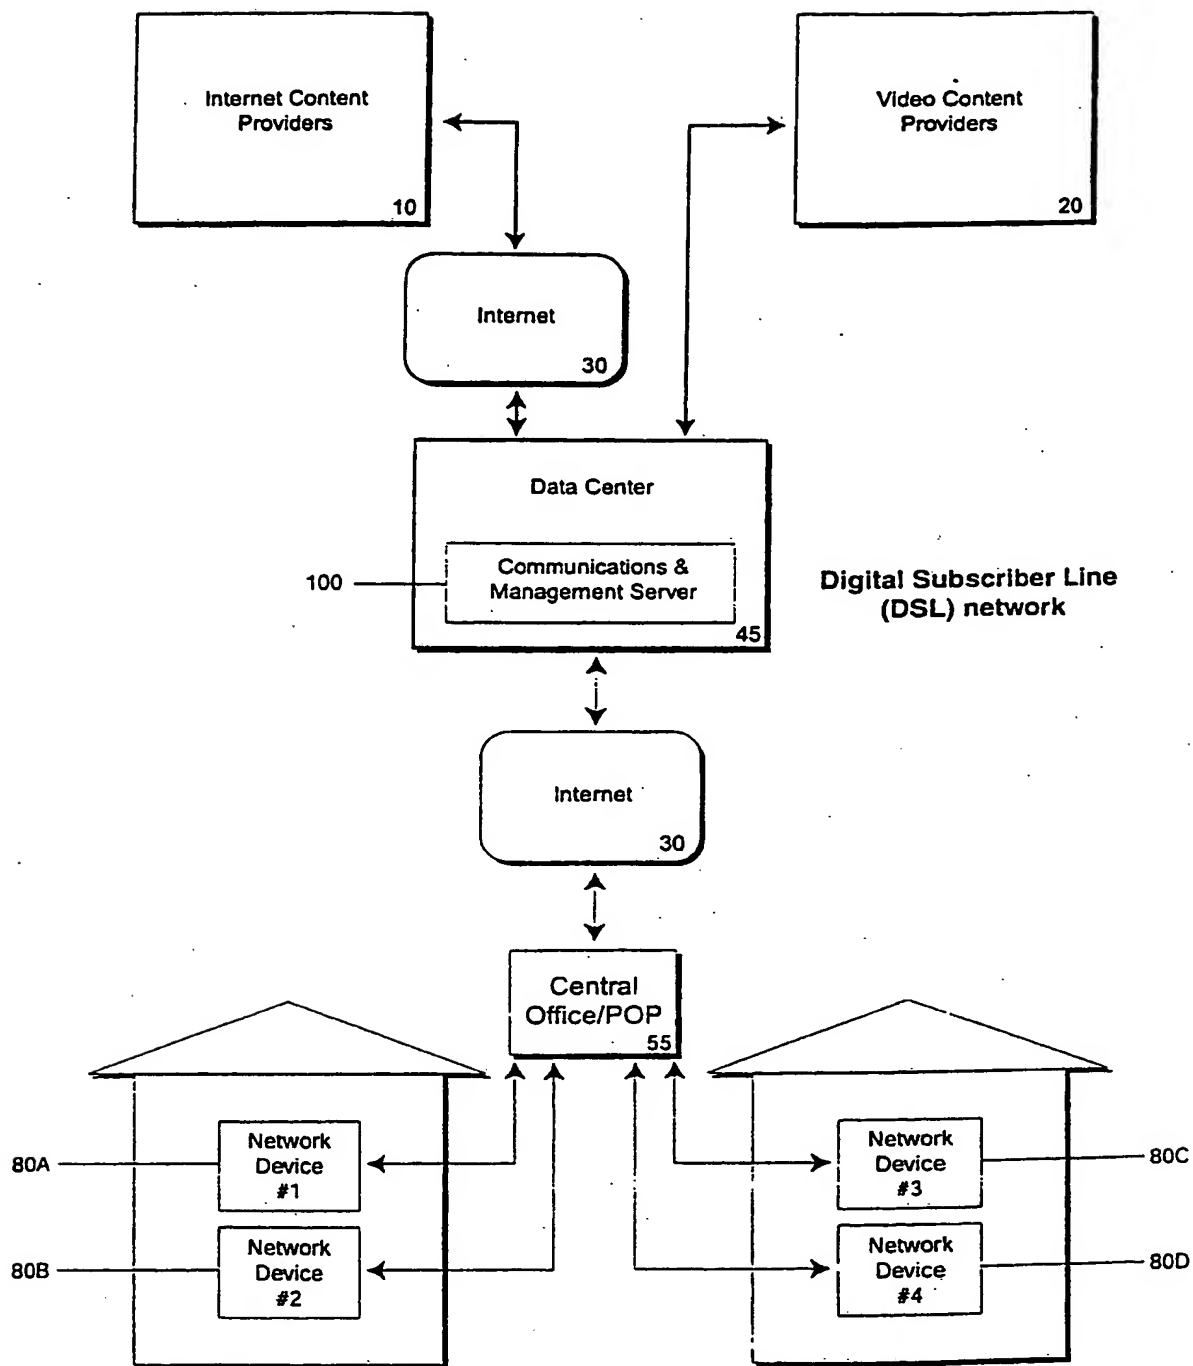 Internet Content
Providers
10
Video Content
Providers
20
Internet
30
Data Center
Communications &
Management Server
100
45
Digital Subscriber Line
(DSL) network
Internet
30
Central
Office/POP
55
80A
Network
Device
#1
80B
Network
Device
#2
Network
Device
#3
80C
Network
Device
#4
80D